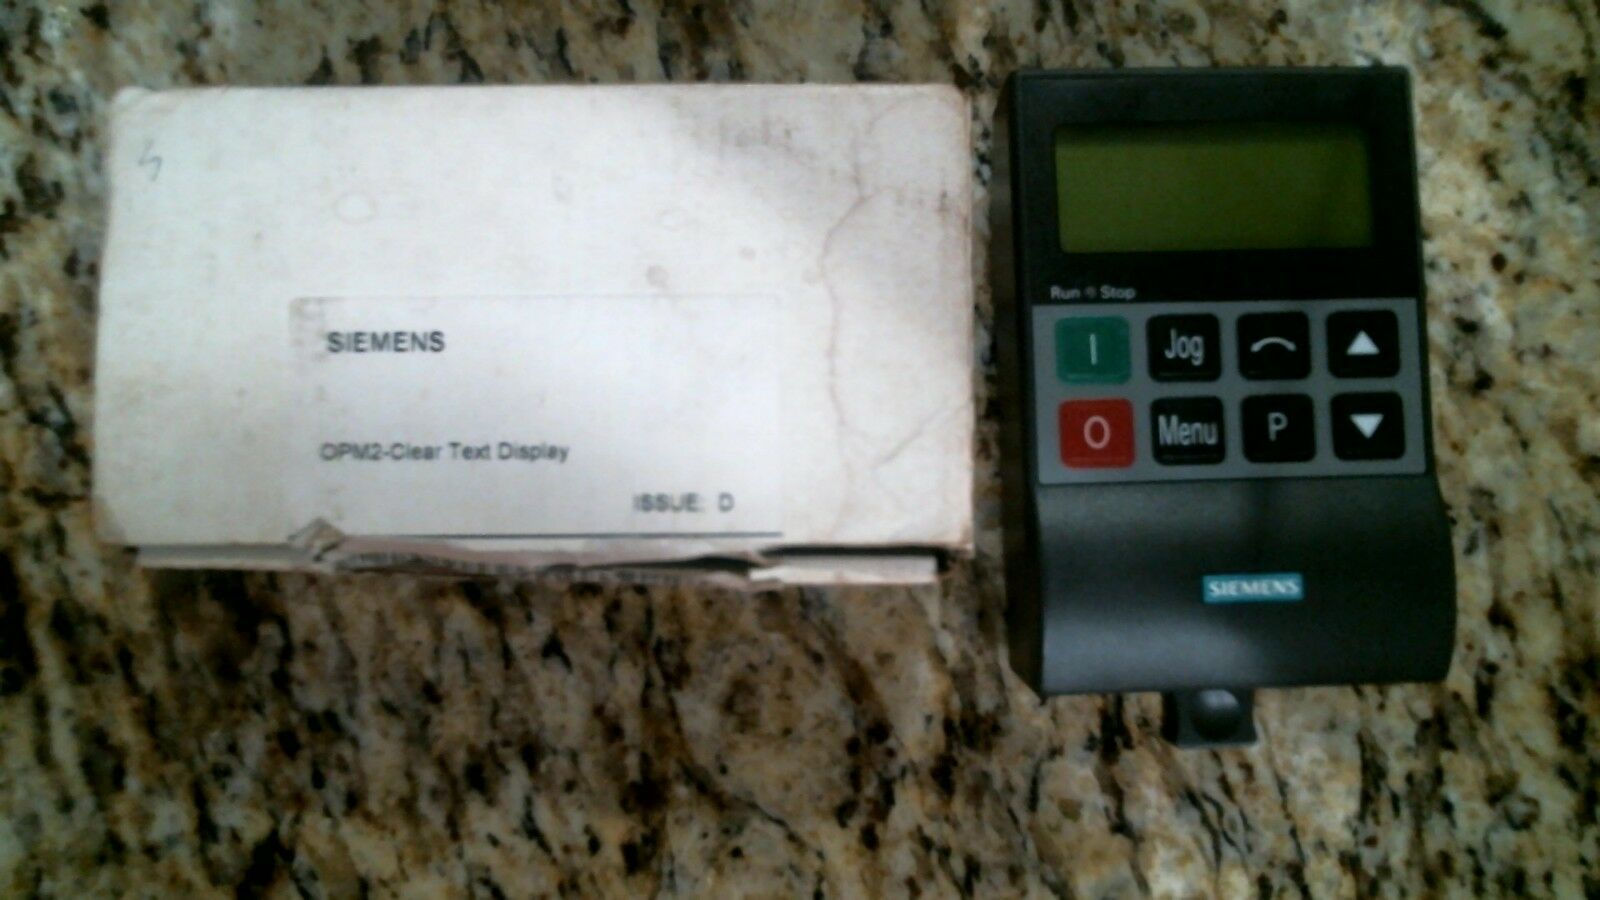 SIEMENS
OPM2-Clear Text Display
ISSUE: D
Run Stop
I Jog
O Menu P
SIEMENS